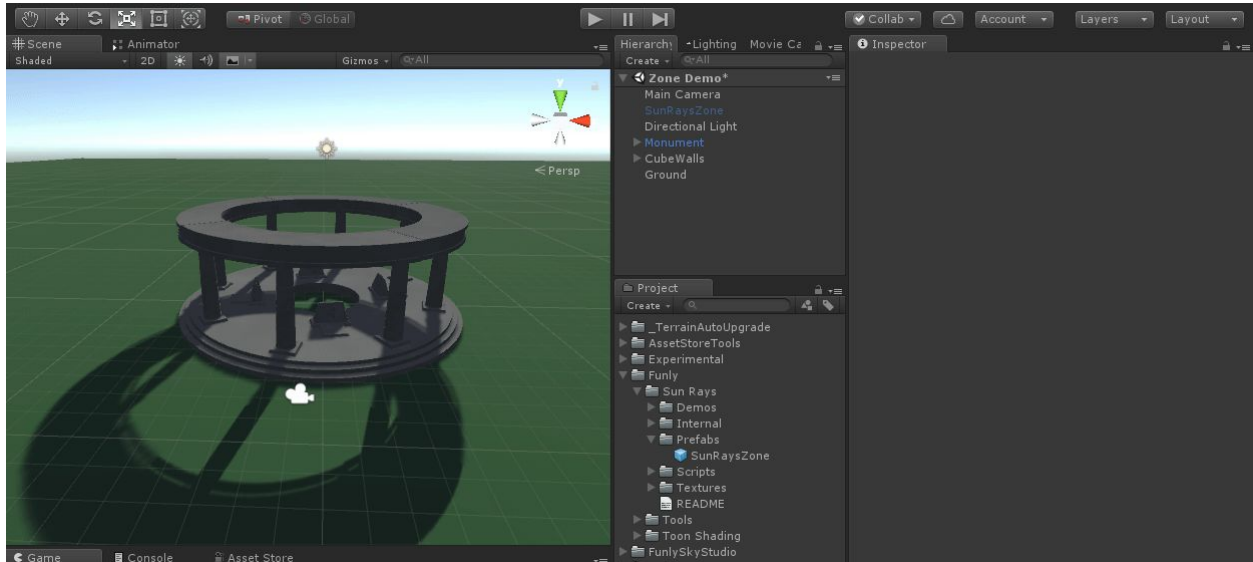 Pivot Global Collab Account Layers Layout
Scene Animator
Shaded 2D Gizmos All
y
Persp
Hierarchy Lighting Movie Ca
Create All
Zone Demo*
Main Camera
SunRaysZone
Directional Light
Monument
CubeWalls
Ground
Project
Create
_TerrainAutoUpgrade
AssetStoreTools
Experimental
Funly
Sun Rays
Demos
Internal
Prefabs
SunRaysZone
Scripts
Textures
README
Tools
Toon Shading
FunlySkyStudio
Inspector
Game Console Asset Store